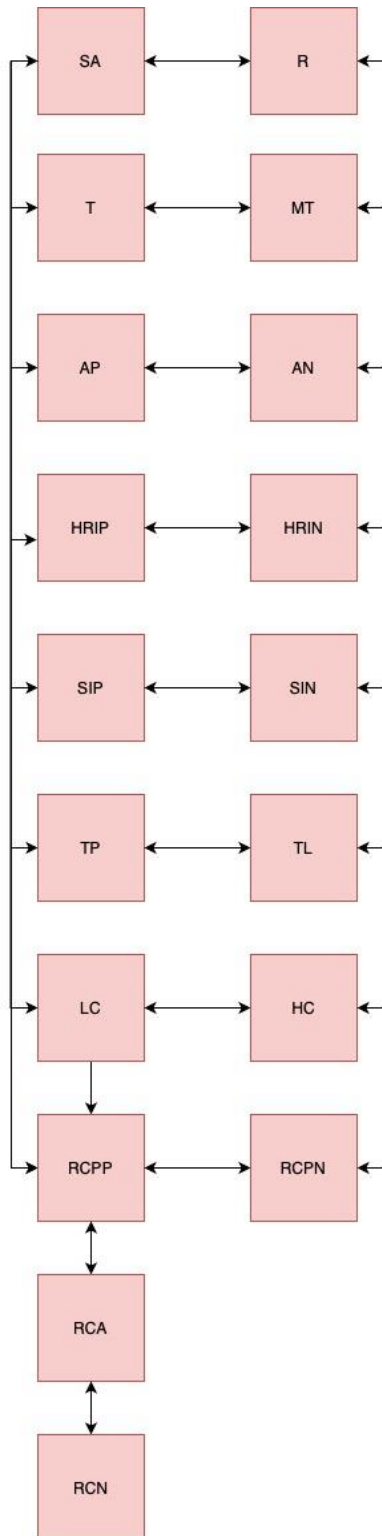 SA
R
T
MT
AP
AN
HRIP
HRIN
SIP
SIN
TP
TL
LC
HC
RCPP
RCPN
RCA
RCN